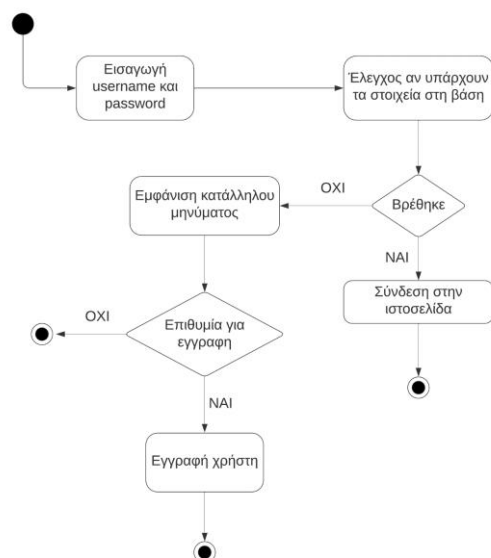 Εισαγωγή
username και
password
Έλεγχος αν υπάρχουν
τα στοιχεία στη βάση
ΟΧΙ
Βρέθηκε
Εμφάνιση κατάλληλου
μηνύματος
ΝΑΙ
Σύνδεση στην
ιστοσελίδα
ΟΧΙ
Επιθυμία για
εγγραφη
ΝΑΙ
Εγγραφή χρήστη